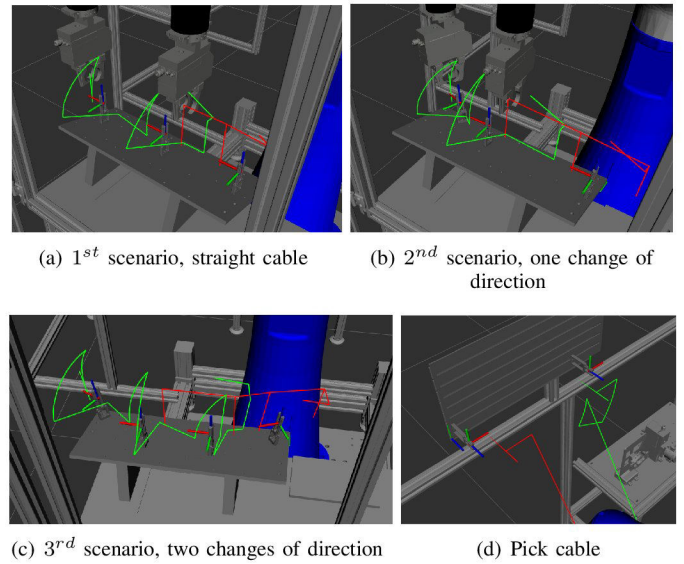 (a) 1st scenario, straight cable
(b) 2nd scenario, one change of
direction
(c) 3rd scenario, two changes of direction
(d) Pick cable